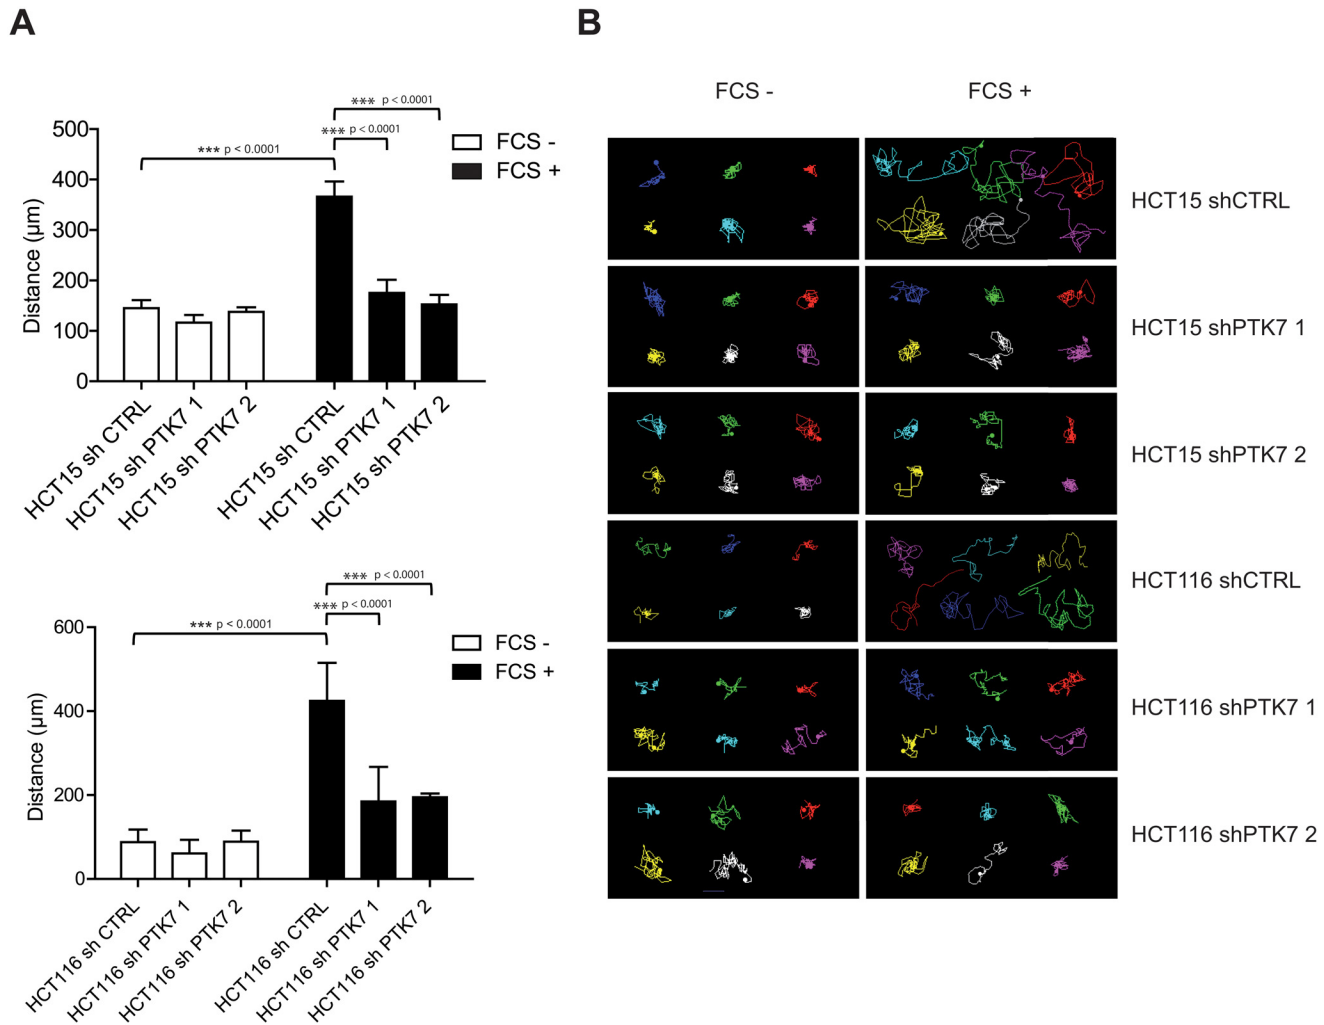 A
B
FCS -
FCS +
*** p < 0.0001
*** p < 0.0001
*** p < 0.0001
FCS -
FCS +
Distance (µm)
500
400
300
200
100
0
HCT15 sh CTRL
HCT15 sh PTK7 1
HCT15 sh PTK7 2
HCT15 sh CTRL
HCT15 sh PTK7 1
HCT15 sh PTK7 2
*** p < 0.0001
*** p < 0.0001
*** p < 0.0001
FCS -
FCS +
Distance (µm)
600
400
200
0
HCT116 sh CTRL
HCT116 sh PTK7 1
HCT116 sh PTK7 2
HCT116 sh CTRL
HCT116 sh PTK7 1
HCT116 sh PTK7 2
HCT15 shCTRL
HCT15 shPTK7 1
HCT15 shPTK7 2
HCT116 shCTRL
HCT116 shPTK7 1
HCT116 shPTK7 2